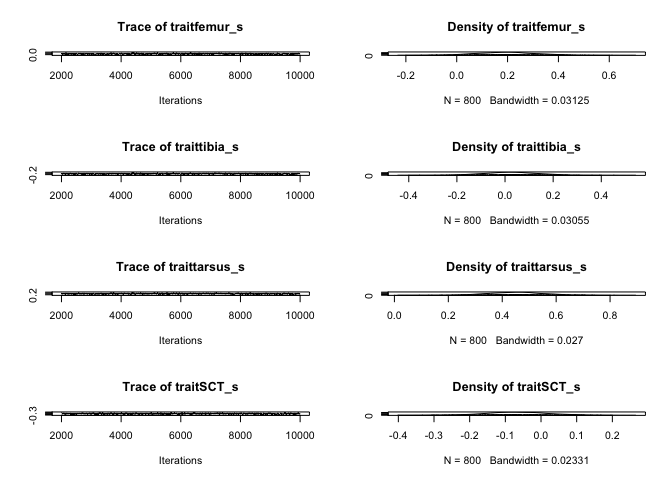 Trace of traitfemur_s
0.0
2000 4000 6000 8000 10000
Iterations
Density of traitfemur_s
0
-0.2 0.0 0.2 0.4 0.6
N = 800 Bandwidth = 0.03125
Trace of traittibia_s
-0.2
2000 4000 6000 8000 10000
Iterations
Density of traittibia_s
0
-0.4 -0.2 0.0 0.2 0.4
N = 800 Bandwidth = 0.03055
Trace of traittarsus_s
0.2
2000 4000 6000 8000 10000
Iterations
Density of traittarsus_s
0
0.0 0.2 0.4 0.6 0.8
N = 800 Bandwidth = 0.027
Trace of traitSCT_s
-0.3
2000 4000 6000 8000 10000
Iterations
Density of traitSCT_s
0
-0.4 -0.3 -0.2 -0.1 0.0 0.1 0.2
N = 800 Bandwidth = 0.02331